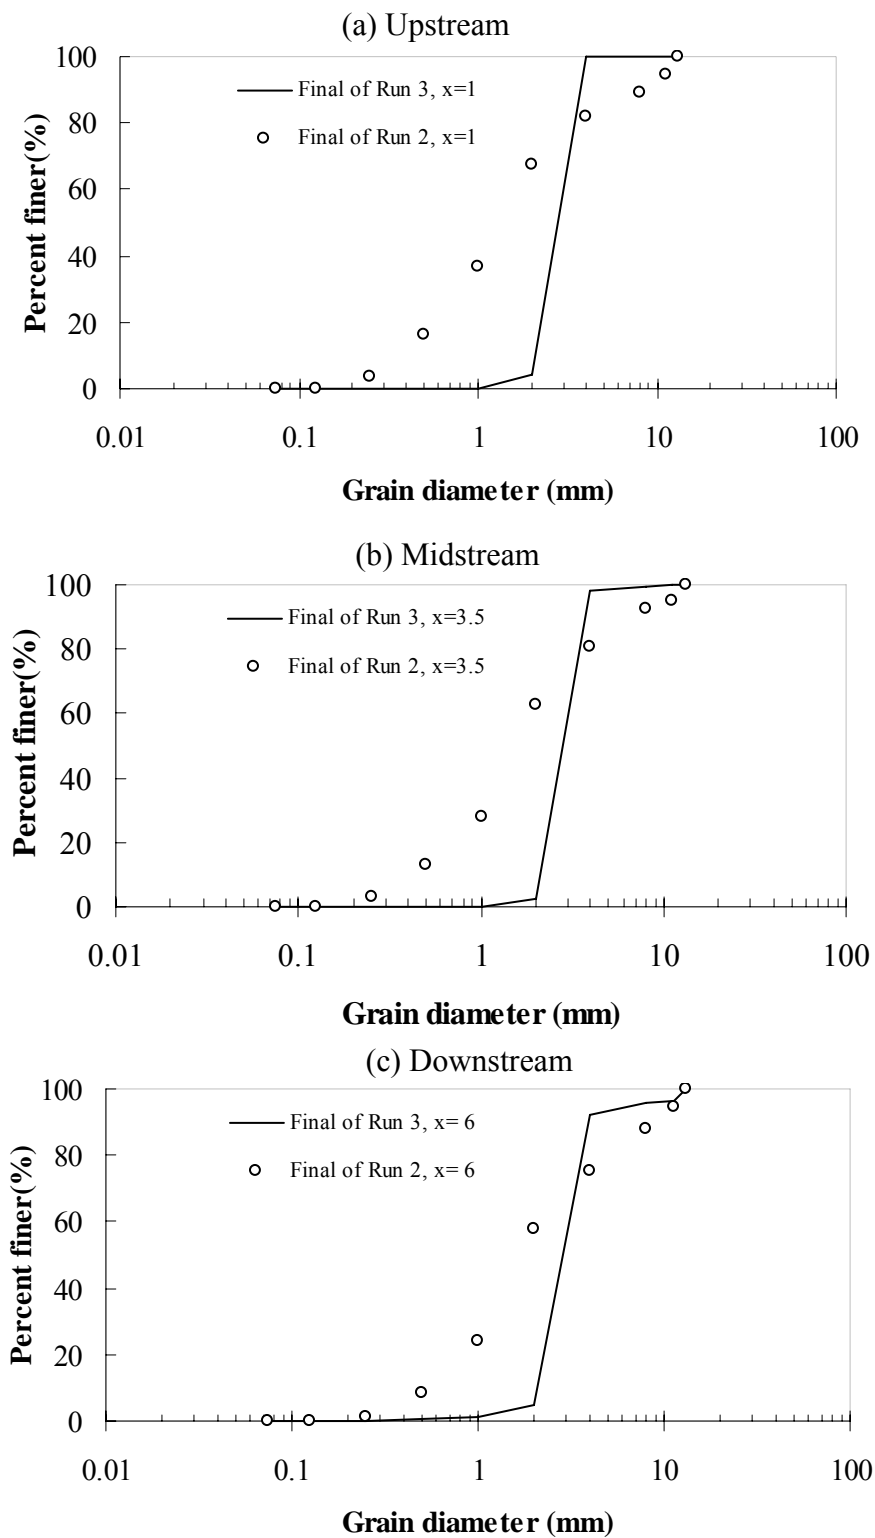 (a) Upstream
100
80
60
40
20
0
Percent finer(%)
Final of Run 3, x=1
Final of Run 2, x=1
0.01 0.1 1 10 100
Grain diameter (mm)
(b) Midstream
100
80
60
40
20
0
Percent finer(%)
Final of Run 3, x=3.5
Final of Run 2, x=3.5
0.01 0.1 1 10 100
Grain diameter (mm)
(c) Downstream
100
80
60
40
20
0
Percent finer(%)
Final of Run 3, x= 6
Final of Run 2, x= 6
0.01 0.1 1 10 100
Grain diameter (mm)